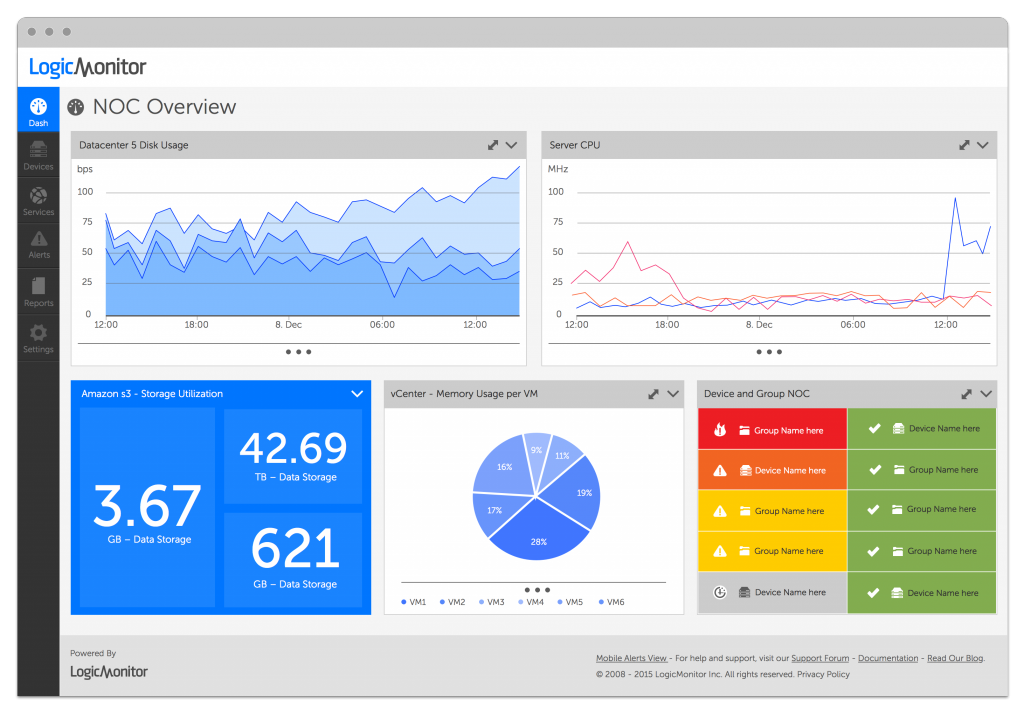 LogicMonitor
Dash
Devices
Services
Alerts
Reports
Settings
NOC Overview
Datacenter 5 Disk Usage
bps
100
75
50
25
0
12:00 18:00 8. Dec 06:00 12:00
Server CPU
MHz
100
75
50
25
0
12:00 18:00 8. Dec 06:00 12:00
Amazon s3 - Storage Utilization
3.67
GB – Data Storage
42.69
TB – Data Storage
621
GB – Data Storage
vCenter - Memory Usage per VM
9%
11%
16%
19%
17%
28%
VM1 VM2 VM3 VM4 VM5 VM6
Device and Group NOC
Group Name here Device Name here
Device Name here Group Name here
Group Name here Group Name here
Group Name here Group Name here
Device Name here Device Name here
Powered By
LogicMonitor
Mobile Alerts View - For help and support, visit our Support Forum - Documentation - Read Our Blog.
© 2008 - 2015 LogicMonitor Inc. All rights reserved. Privacy Policy